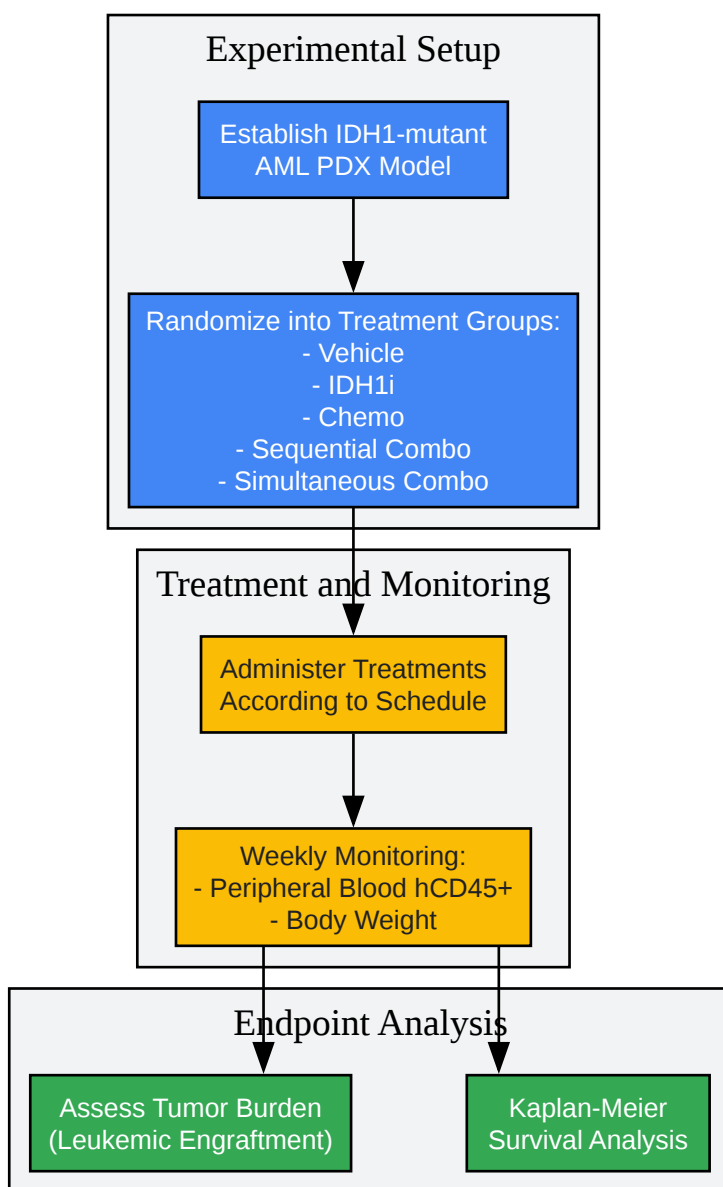 Experimental Setup
Establish IDH1-mutant
AML PDX Model
Randomize into Treatment Groups:
- Vehicle
- IDH1i
- Chemo
- Sequential Combo
- Simultaneous Combo
Treatment and Monitoring
Administer Treatments
According to Schedule
Weekly Monitoring:
- Peripheral Blood hCD45+
- Body Weight
Endpoint Analysis
Assess Tumor Burden
(Leukemic Engraftment)
Kaplan-Meier
Survival Analysis